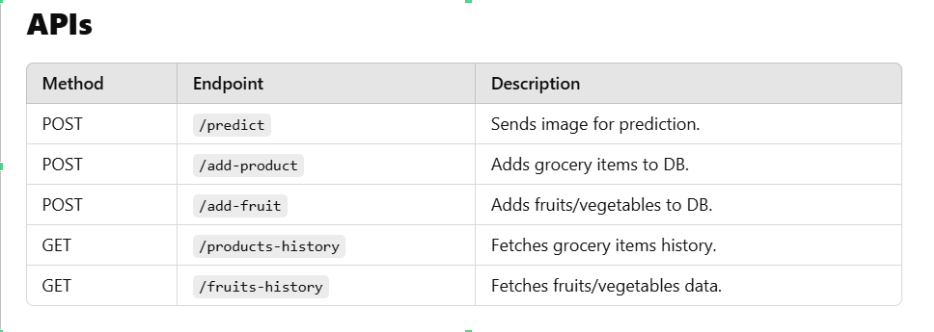 APIs
Method Endpoint Description
POST /predict Sends image for prediction.
POST /add-product Adds grocery items to DB.
POST /add-fruit Adds fruits/vegetables to DB.
GET /products-history Fetches grocery items history.
GET /fruits-history Fetches fruits/vegetables data.